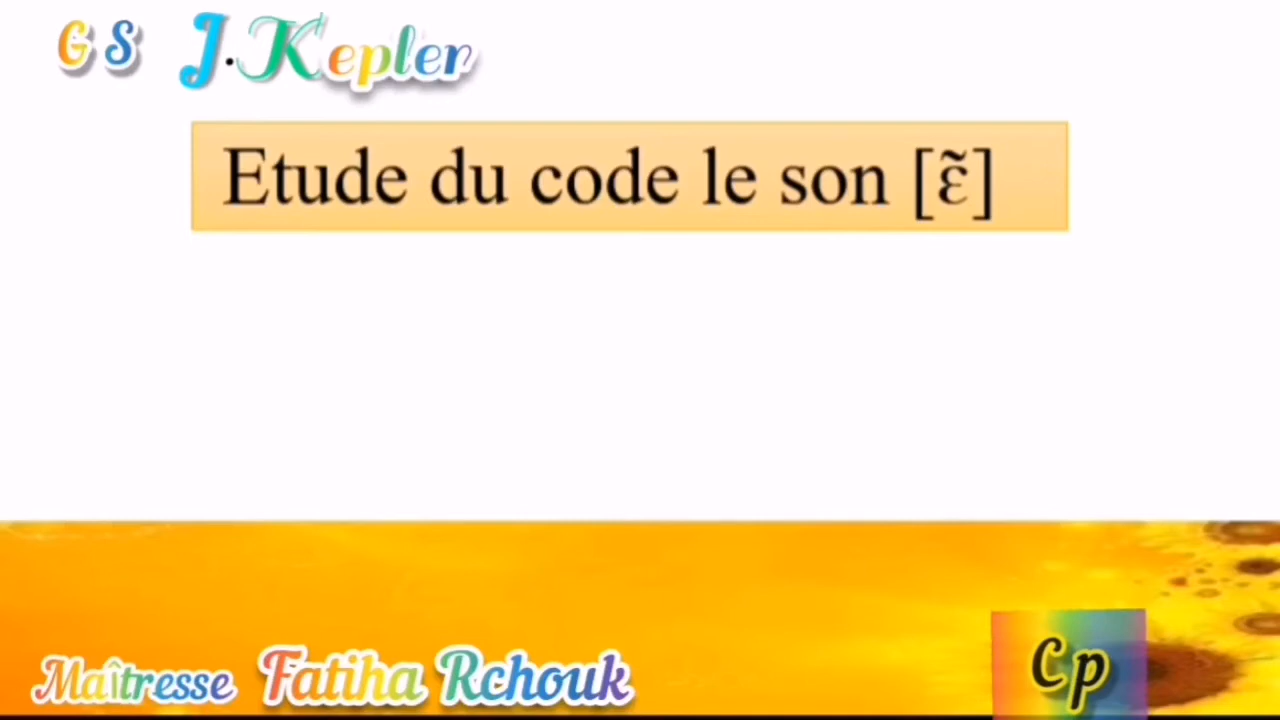 G S J.Kepler
Etude du code le son [ɛ̃]
Maîtresse Fatiha Rchouk
Cp